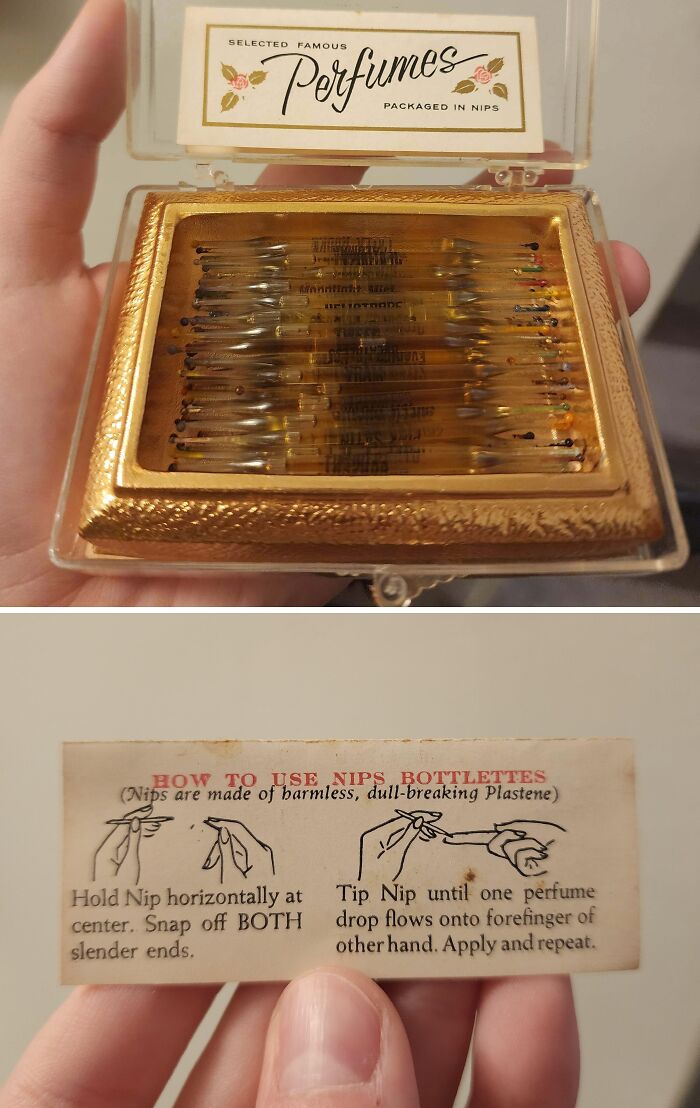 SELECTED FAMOUS
Perfumes
PACKAGED IN NIPS
HOW TO USE NIPS BOTTLETTES
(Nips are made of harmless, dull-breaking Plastene)
Hold Nip horizontally at
center. Snap off BOTH
slender ends.
Tip Nip until one perfume
drop flows onto forefinger of
other hand. Apply and repeat.